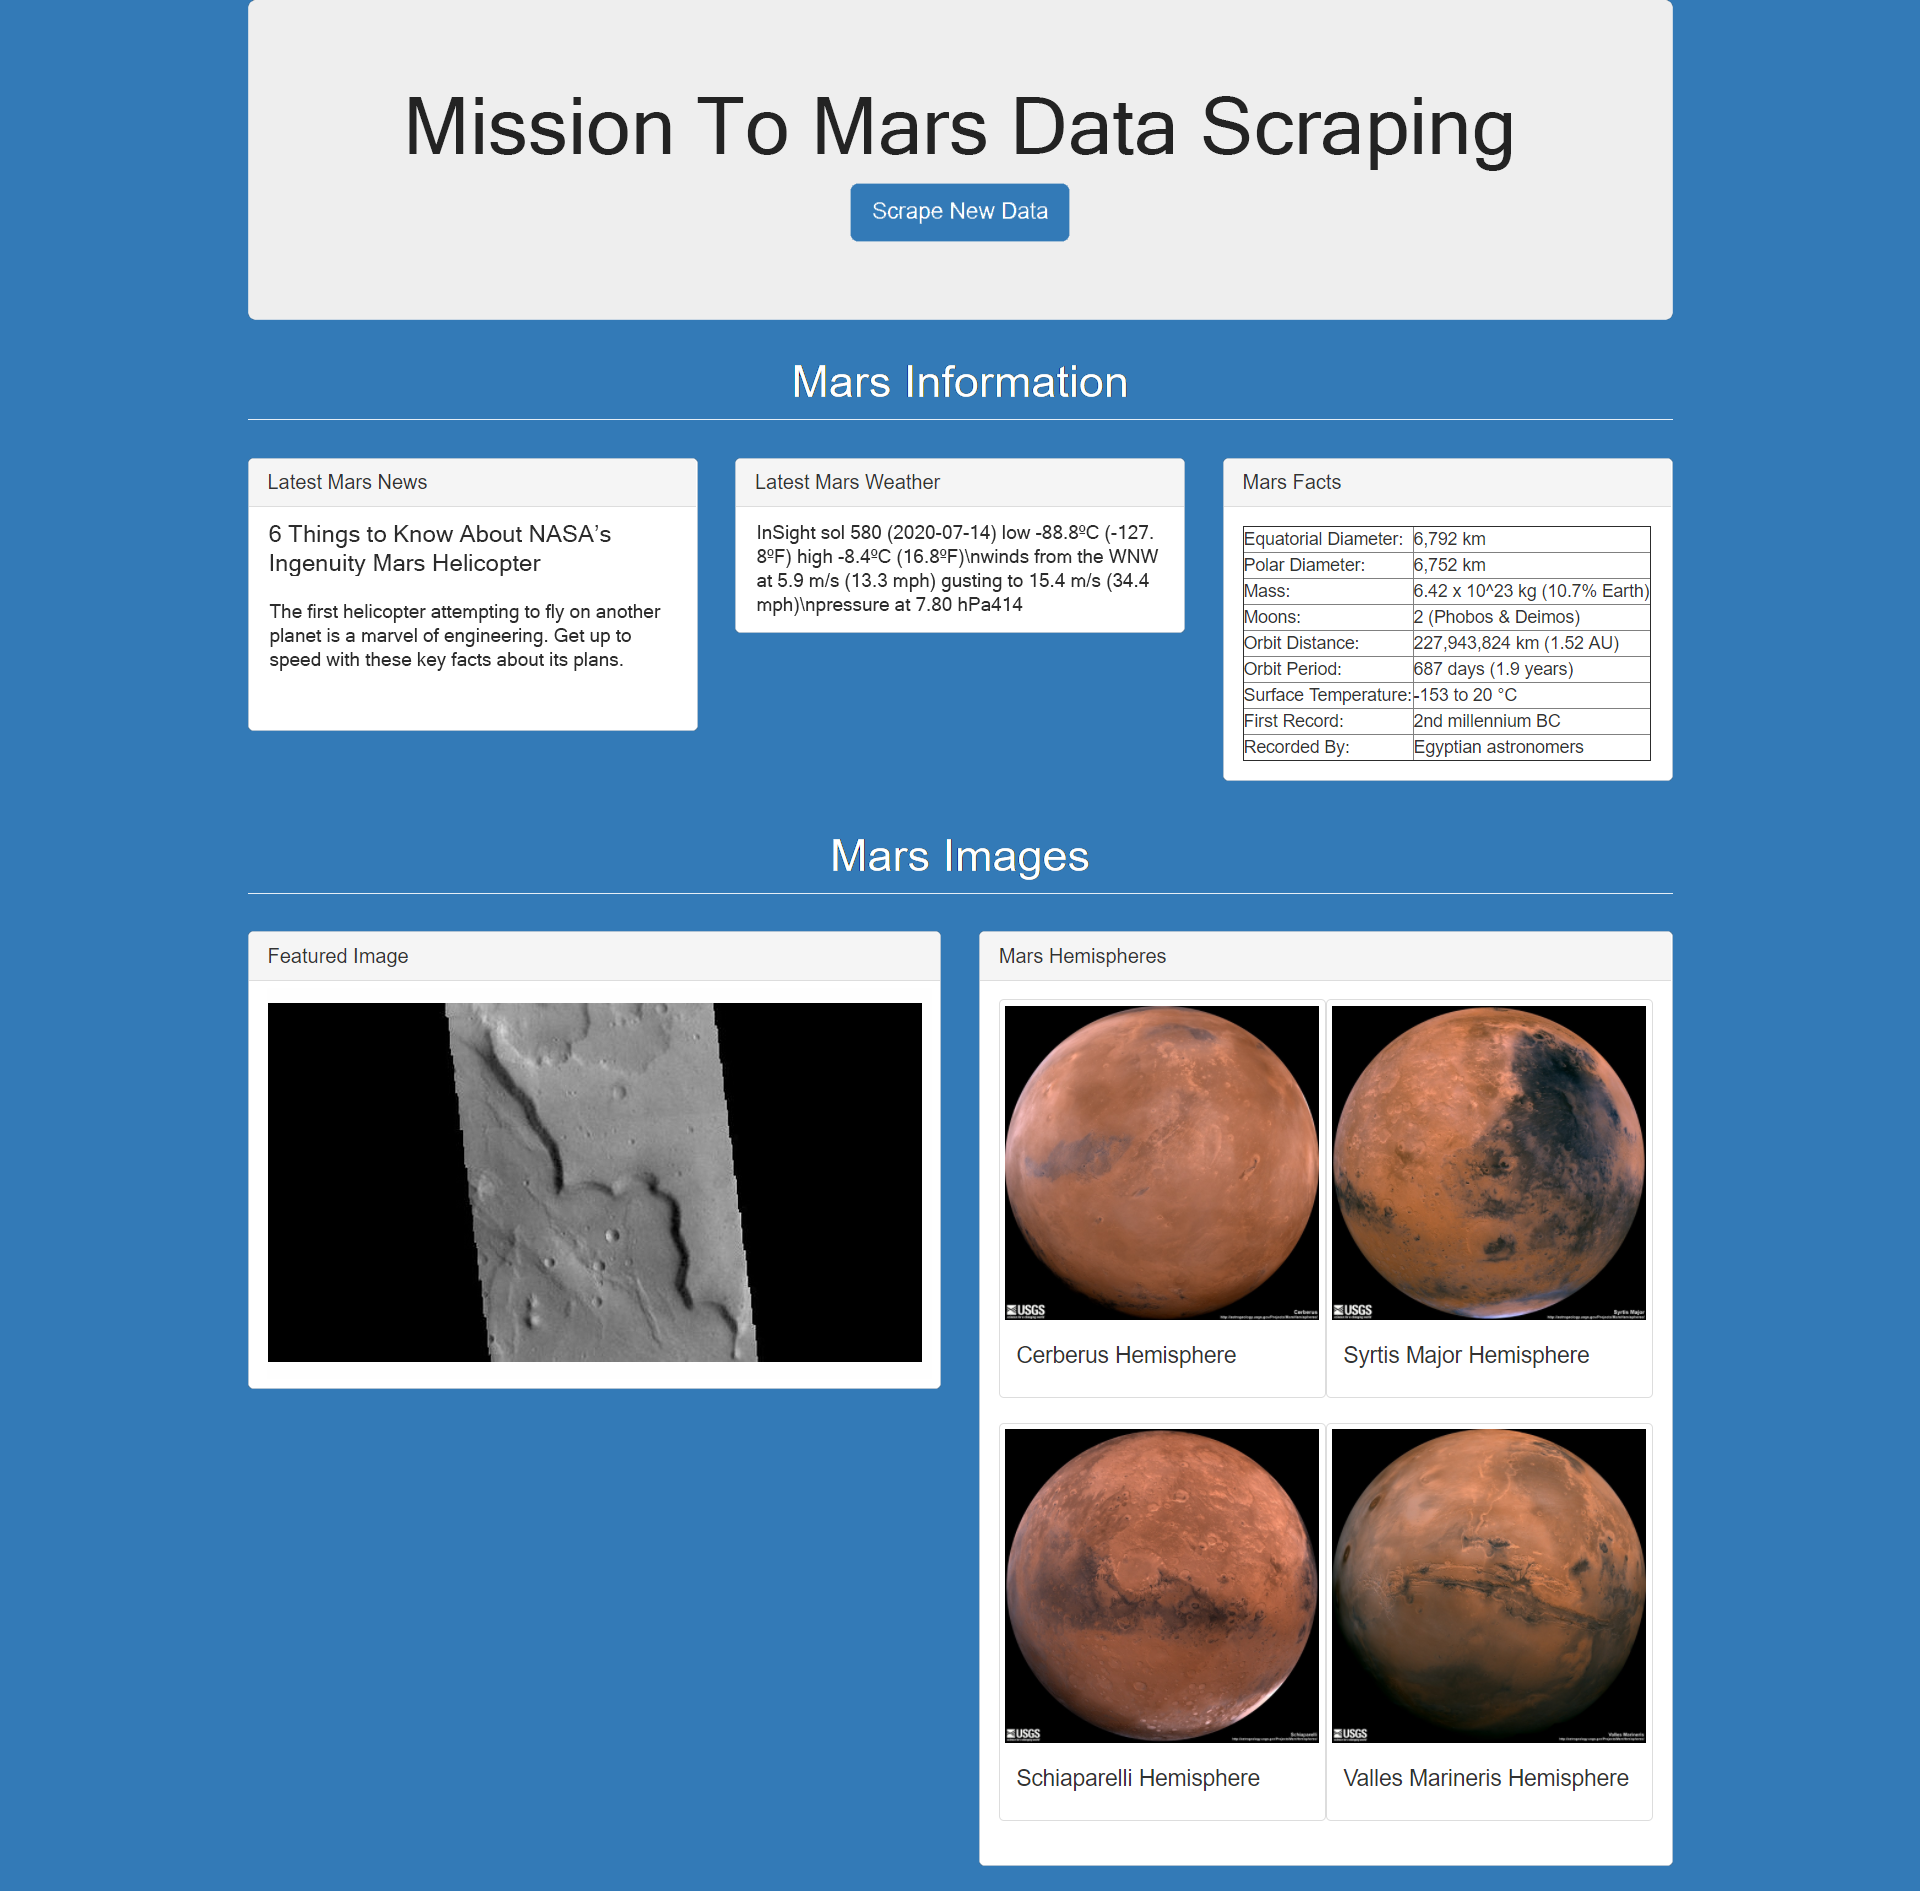 Mission To Mars Data Scraping
Scrape New Data
Mars Information
Latest Mars News
6 Things to Know About NASA’s
Ingenuity Mars Helicopter
The first helicopter attempting to fly on another
planet is a marvel of engineering. Get up to
speed with these key facts about its plans.
Latest Mars Weather
InSight sol 580 (2020-07-14) low -88.8ºC (-127.
8ºF) high -8.4ºC (16.8ºF)\nwinds from the WNW
at 5.9 m/s (13.3 mph) gusting to 15.4 m/s (34.4
mph)\npressure at 7.80 hPa414
Mars Facts
Equatorial Diameter: 6,792 km
Polar Diameter: 6,752 km
Mass: 6.42 x 10^23 kg (10.7% Earth)
Moons: 2 (Phobos & Deimos)
Orbit Distance: 227,943,824 km (1.52 AU)
Orbit Period: 687 days (1.9 years)
Surface Temperature: -153 to 20 °C
First Record: 2nd millennium BC
Recorded By: Egyptian astronomers
Mars Images
Featured Image
Mars Hemispheres
USGS
Cerberus
USGS
Syrtis Major
Cerberus Hemisphere
Syrtis Major Hemisphere
USGS
Schiaparelli
USGS
Valles Marineris
Schiaparelli Hemisphere
Valles Marineris Hemisphere